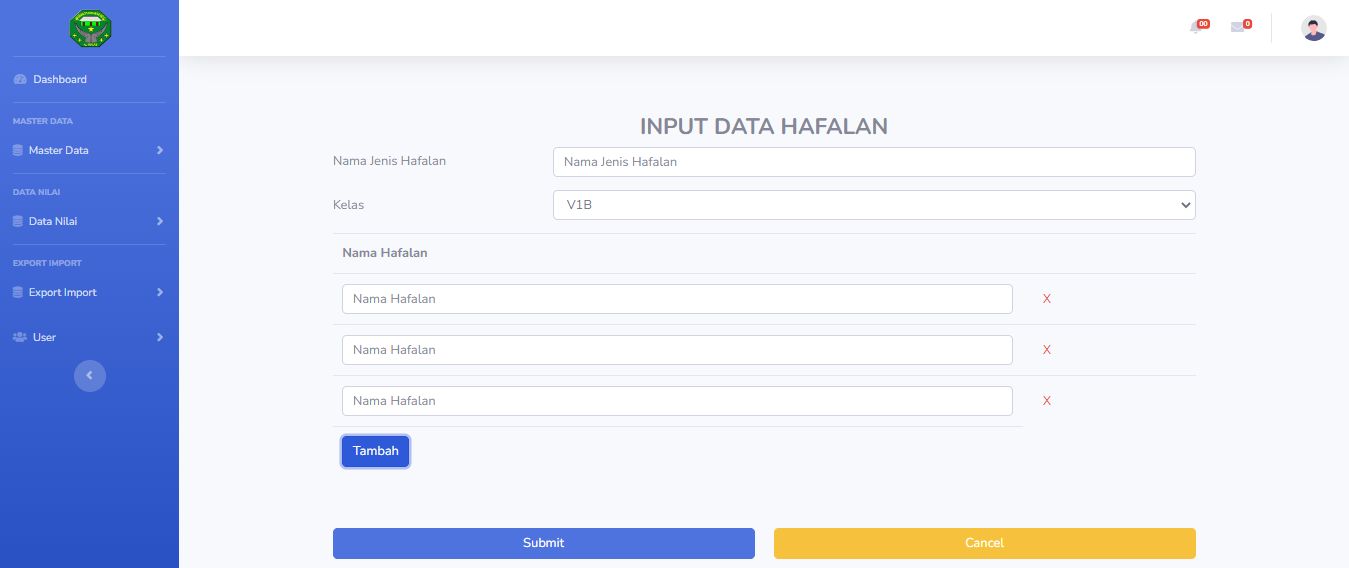 00
0
Dashboard
MASTER DATA
Master Data
DATA NILAI
Data Nilai
EXPORT IMPORT
Export Import
User
INPUT DATA HAFALAN
Nama Jenis Hafalan
Nama Jenis Hafalan
Kelas
V1B
Nama Hafalan
Nama Hafalan
X
Nama Hafalan
X
Nama Hafalan
X
Tambah
Submit
Cancel